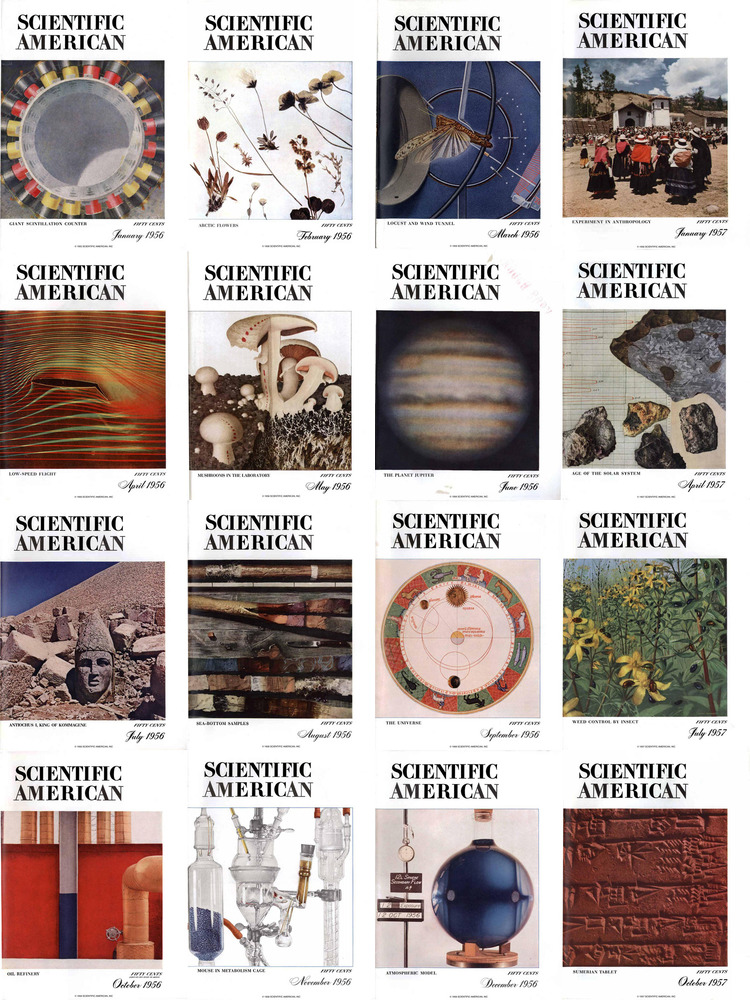 SCIENTIFIC
AMERICAN
GIANT SCINTILLATION COUNTER
FIFTY CENTS
January 1956
SCIENTIFIC
AMERICAN
ARCTIC FLOWERS
FIFTY CENTS
February 1956
SCIENTIFIC
AMERICAN
LOCUST AND WIND TUNNEL
FIFTY CENTS
March 1956
SCIENTIFIC
AMERICAN
EXPERIMENT IN ANTHROPOLOGY
FIFTY CENTS
January 1957
SCIENTIFIC
AMERICAN
LOW-SPEED FLIGHT
FIFTY CENTS
April 1956
SCIENTIFIC
AMERICAN
MUSHROOMS IN THE LABORATORY
FIFTY CENTS
May 1956
SCIENTIFIC
AMERICAN
THE PLANET JUPITER
FIFTY CENTS
June 1956
SCIENTIFIC
AMERICAN
AGE OF THE SOLAR SYSTEM
FIFTY CENTS
April 1957
SCIENTIFIC
AMERICAN
ANTIOCHUS I, KING OF KOMMAGENE
FIFTY CENTS
July 1956
SCIENTIFIC
AMERICAN
SEA-BOTTOM SAMPLES
FIFTY CENTS
August 1956
SCIENTIFIC
AMERICAN
THE UNIVERSE
FIFTY CENTS
September 1956
SCIENTIFIC
AMERICAN
WEED CONTROL BY INSECT
FIFTY CENTS
July 1957
SCIENTIFIC
AMERICAN
OIL REFINERY
FIFTY CENTS
October 1956
SCIENTIFIC
AMERICAN
MOUSE IN METABOLISM CAGE
FIFTY CENTS
November 1956
SCIENTIFIC
AMERICAN
12 OCT 1956
ATMOSPHERIC MODEL
FIFTY CENTS
December 1956
SCIENTIFIC
AMERICAN
SUMERIAN TABLET
FIFTY CENTS
October 1957